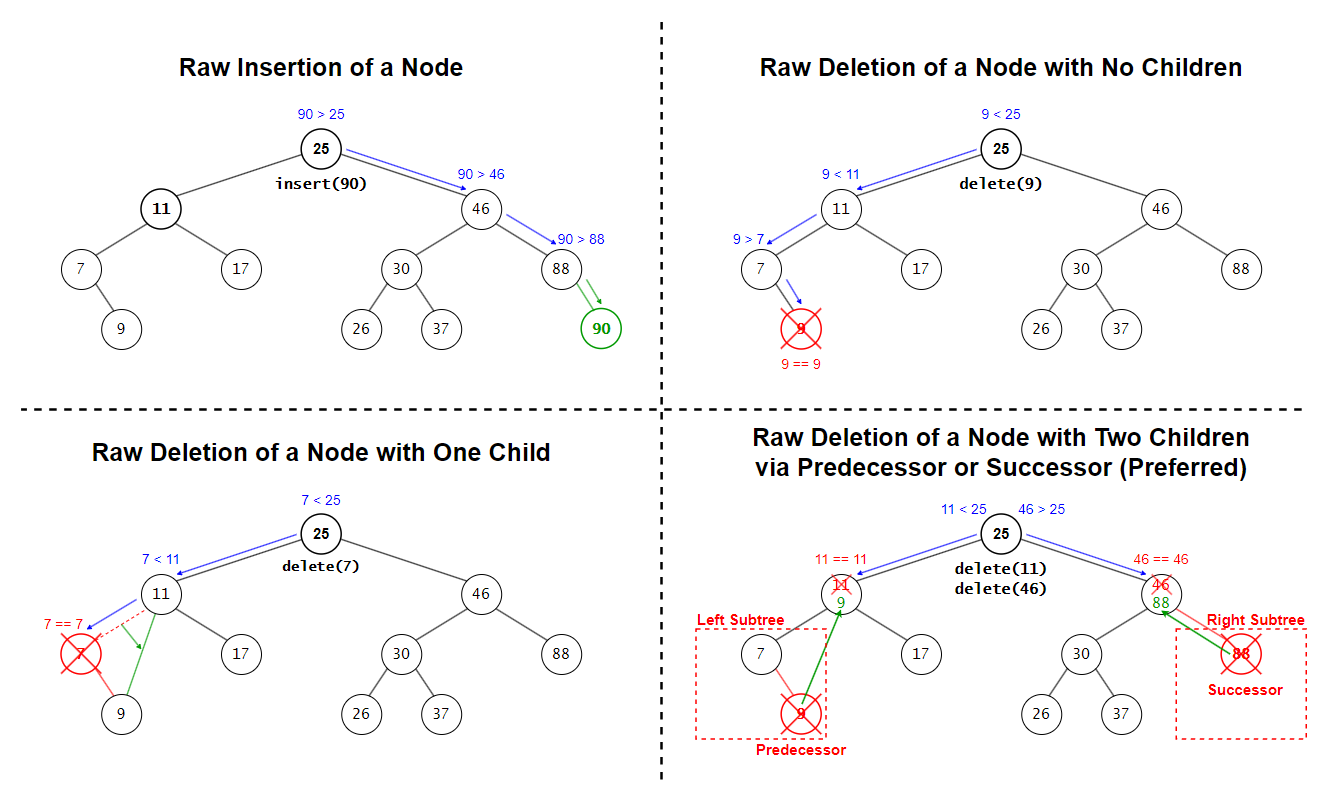 Raw Insertion of a Node
90 > 25
25
insert(90)
90 > 46
11
46
90 > 88
7
17
30
88
9
26
37
90
Raw Deletion of a Node with No Children
9 < 25
25
delete(9)
9 < 11
11
46
9 > 7
7
17
30
88
9
26
37
9 == 9
Raw Deletion of a Node with One Child
7 < 25
25
delete(7)
7 < 11
11
46
7 == 7
7
17
30
88
9
26
37
Raw Deletion of a Node with Two Children
via Predecessor or Successor (Preferred)
11 < 25 46 > 25
25
delete(11)
delete(46)
11 == 11
46 == 46
11
9
46
88
Left Subtree
Right Subtree
7
17
30
88
Successor
9
26
37
Predecessor